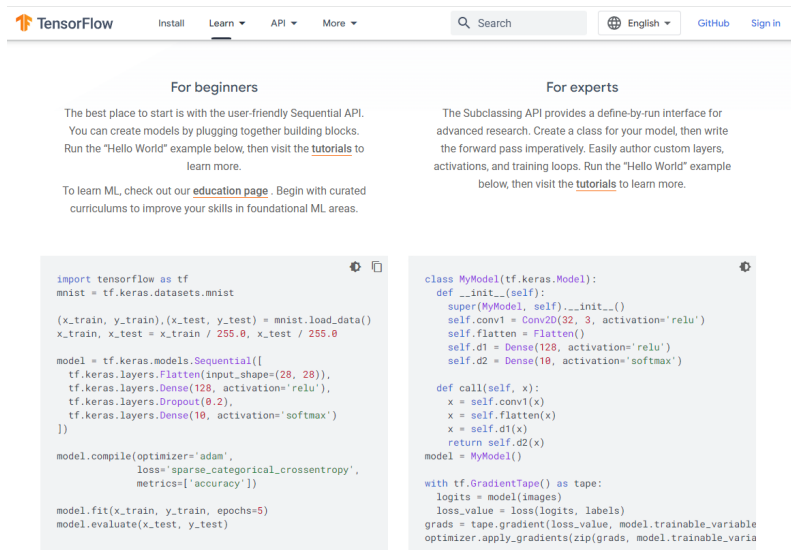 TensorFlow Install Learn API More Search English GitHub Sign in
For beginners
The best place to start is with the user-friendly Sequential API.
You can create models by plugging together building blocks.
Run the “Hello World” example below, then visit the tutorials to
learn more.
To learn ML, check out our education page . Begin with curated
curriculums to improve your skills in foundational ML areas.
For experts
The Subclassing API provides a define-by-run interface for
advanced research. Create a class for your model, then write
the forward pass imperatively. Easily author custom layers,
activations, and training loops. Run the “Hello World” example
below, then visit the tutorials to learn more.
import tensorflow as tf
mnist = tf.keras.datasets.mnist
(x_train, y_train),(x_test, y_test) = mnist.load_data()
x_train, x_test = x_train / 255.0, x_test / 255.0
model = tf.keras.models.Sequential([
  tf.keras.layers.Flatten(input_shape=(28, 28)),
  tf.keras.layers.Dense(128, activation='relu'),
  tf.keras.layers.Dropout(0.2),
  tf.keras.layers.Dense(10, activation='softmax')
])
model.compile(optimizer='adam',
              loss='sparse_categorical_crossentropy',
              metrics=['accuracy'])
model.fit(x_train, y_train, epochs=5)
model.evaluate(x_test, y_test)
class MyModel(tf.keras.Model):
  def __init__(self):
    super(MyModel, self).__init__()
    self.conv1 = Conv2D(32, 3, activation='relu')
    self.flatten = Flatten()
    self.d1 = Dense(128, activation='relu')
    self.d2 = Dense(10, activation='softmax')
  def call(self, x):
    x = self.conv1(x)
    x = self.flatten(x)
    x = self.d1(x)
    return self.d2(x)
model = MyModel()
with tf.GradientTape() as tape:
  logits = model(images)
  loss_value = loss(logits, labels)
grads = tape.gradient(loss_value, model.trainable_variable
optimizer.apply_gradients(zip(grads, model.trainable_varia